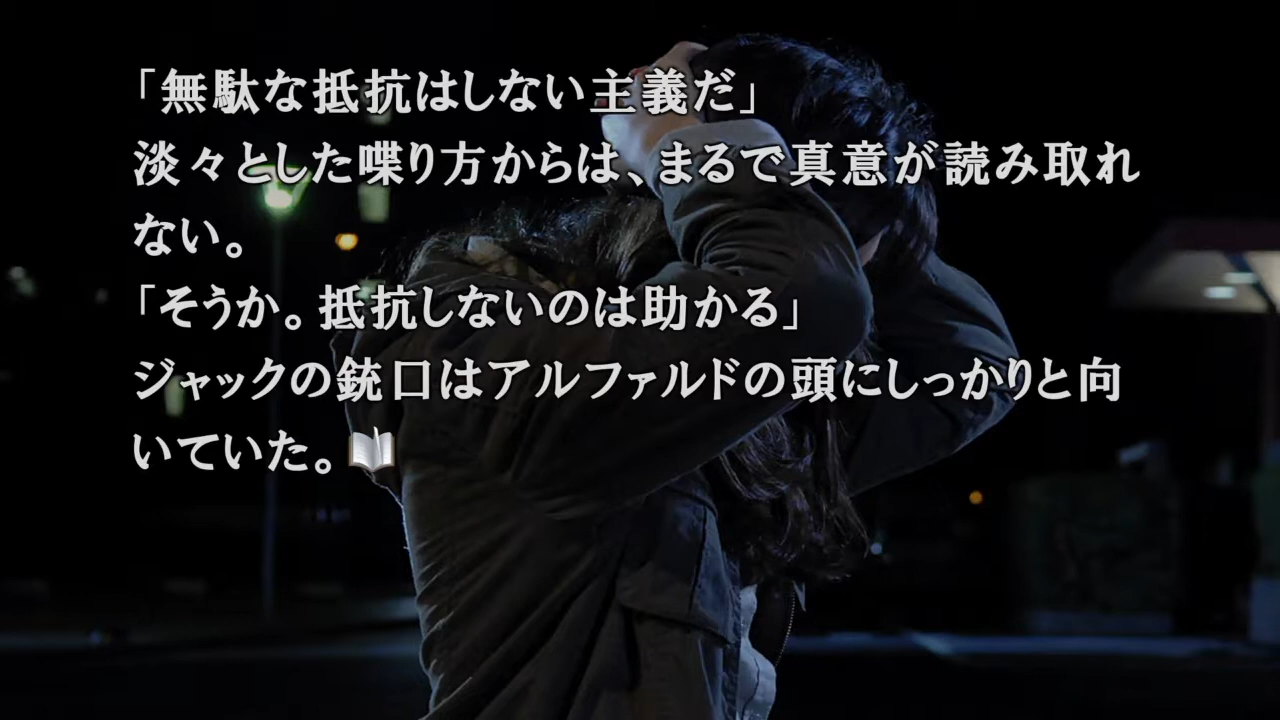 「無駄な抵抗はしない主義だ」
淡々とした喋り方からは、まるで真意が読み取れ
ない。
「そうか。抵抗しないのは助かる」
ジャックの銃口はアルファルドの頭にしっかりと向
いていた。